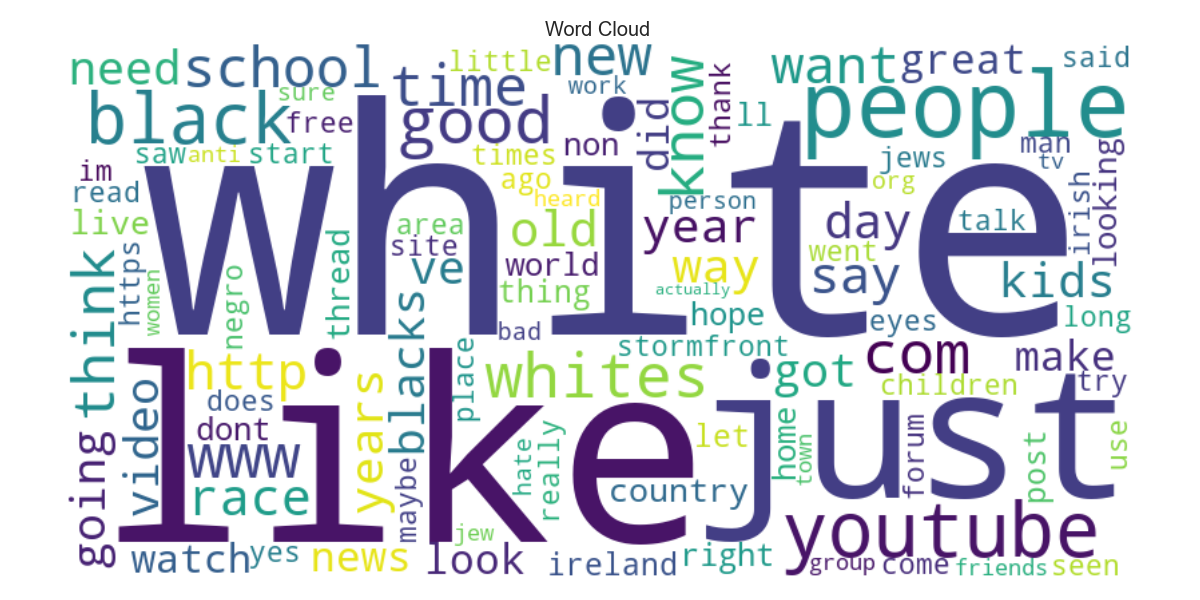 Word Cloud
need
school
little
new
want
great
said
sure
time
work
black
free
good
did
know
thank
ll
people
man
tv
saw
anti
start
times
non
jews
looking
im
read
ago
heard
person
org
irish
live
white
area
old
year
day
talk
https
women
negro
thread
site
ve
world
way
went
say
kids
think
thing
actually
bad
hope
eyes
long
blacks
stormfront
http
years
place
whites
got
com
make
video
does
children
try
dont
like
let
just
going
www
maybe
hate
really
home
town
forum
post
use
race
country
jew
youtube
watch
yes
news
look
ireland
right
group
come
friends
seen